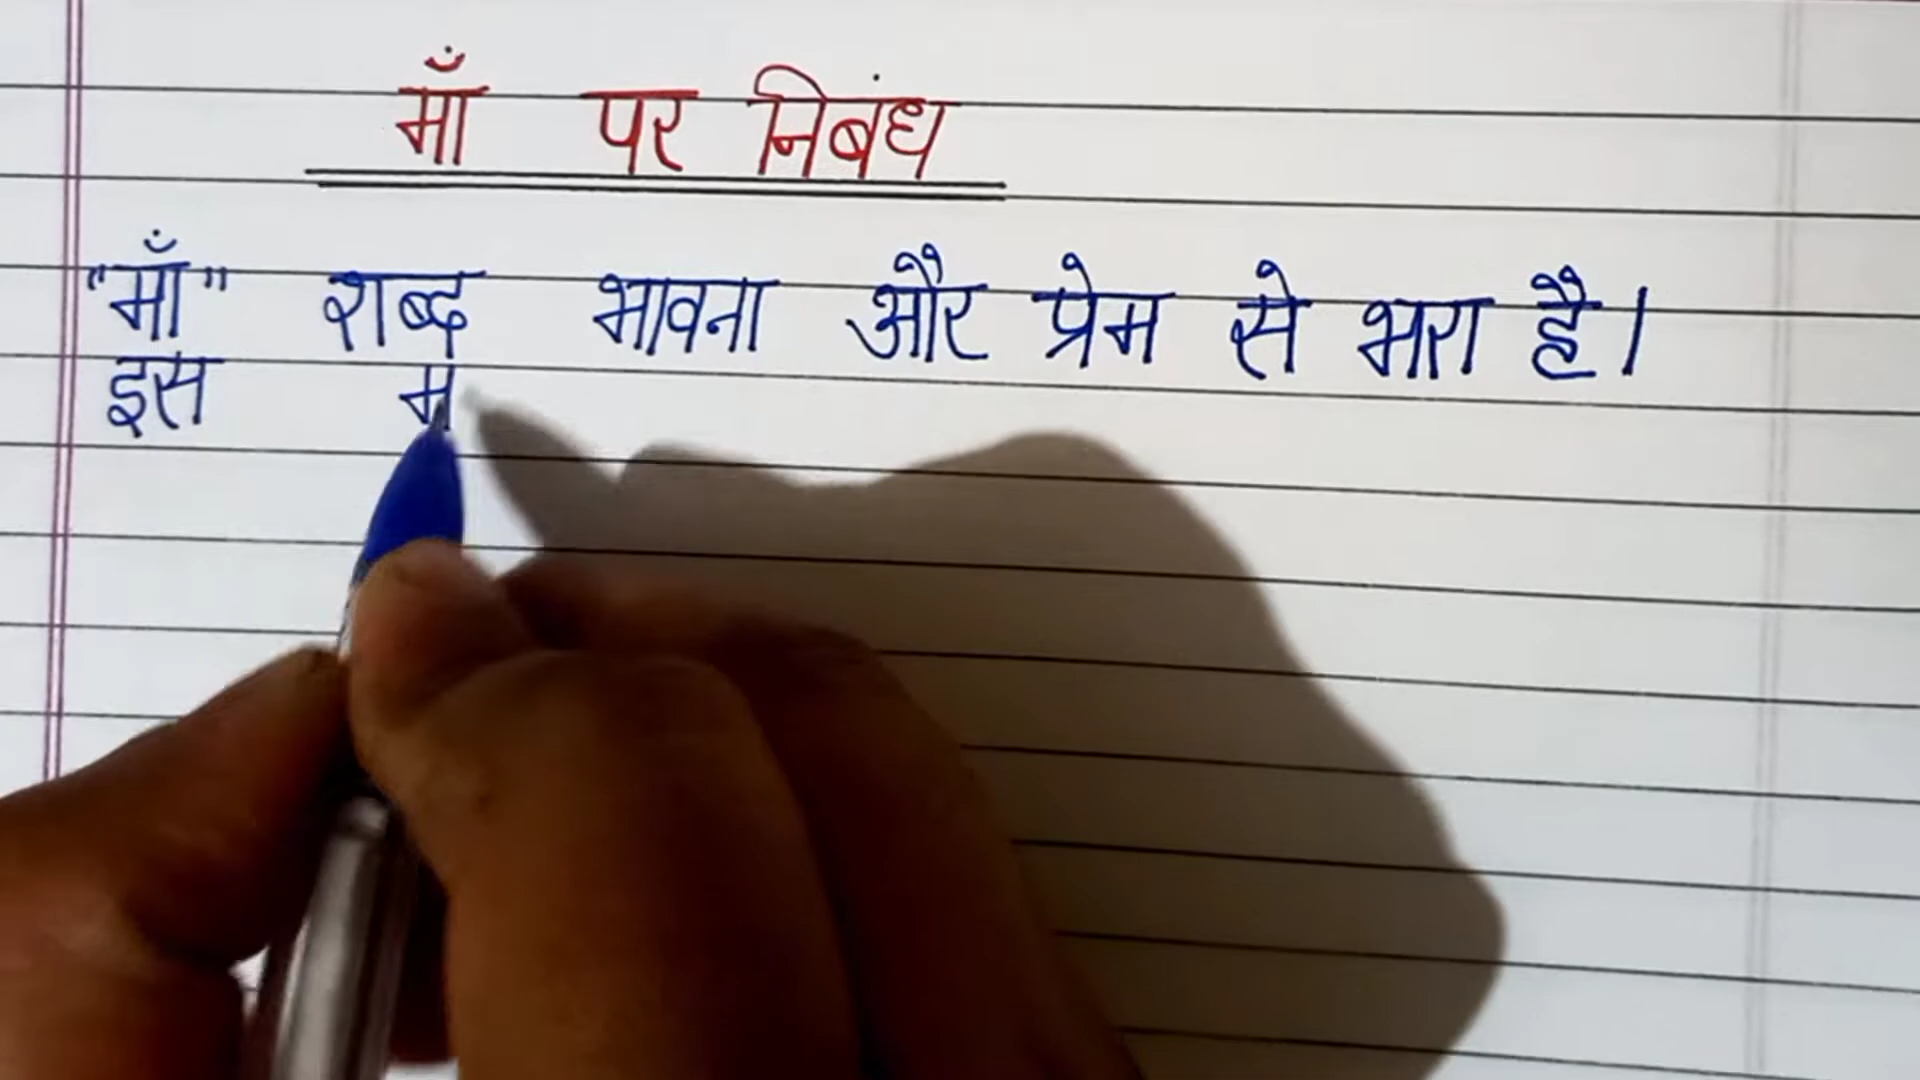 माँ पर निबंध
"माँ" शब्द भावना और प्रेम से भरा है।
इस म